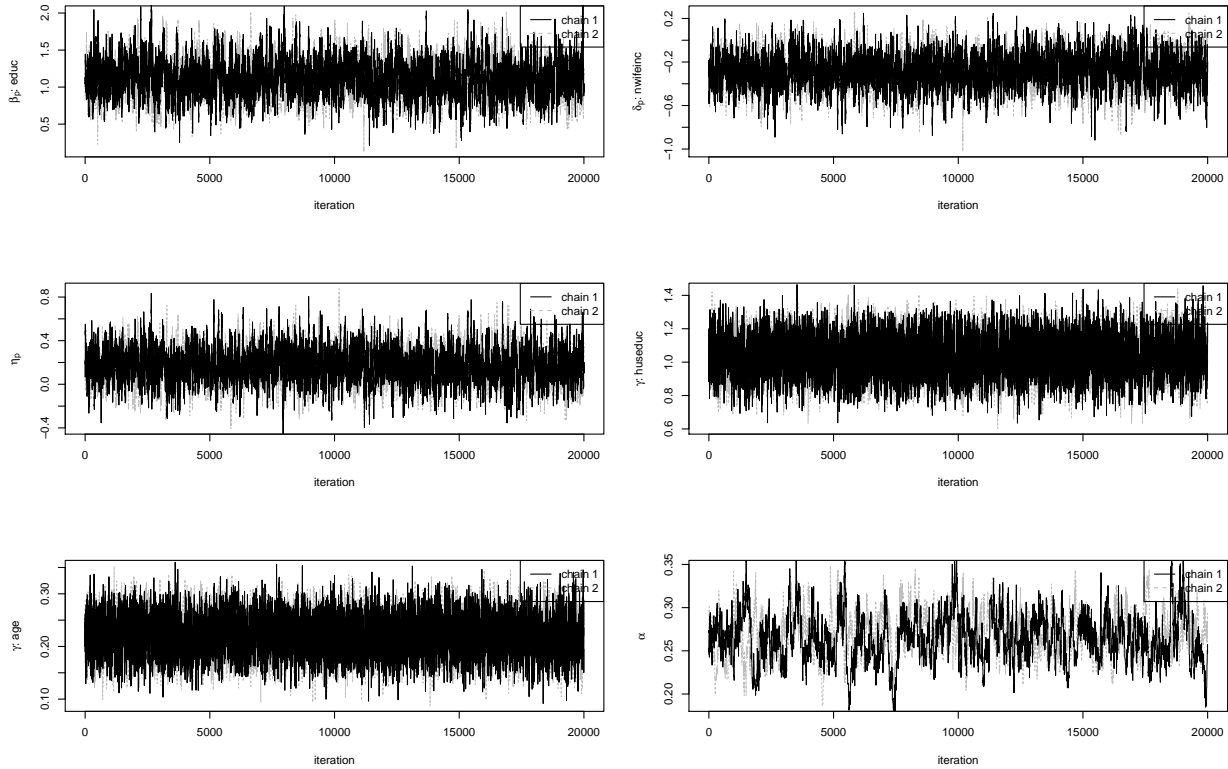 chain 1
chain 2
βp: educ
0.5 1.0 1.5 2.0
0 5000 10000 15000 20000
iteration
chain 1
chain 2
δp: nwifeinc
−1.0 −0.6 −0.2 0.2
0 5000 10000 15000 20000
iteration
chain 1
chain 2
ηp
−0.4 0.0 0.4 0.8
0 5000 10000 15000 20000
iteration
chain 1
chain 2
γ: huseduc
0.6 0.8 1.0 1.2 1.4
0 5000 10000 15000 20000
iteration
chain 1
chain 2
γ: age
0.10 0.20 0.30
0 5000 10000 15000 20000
iteration
chain 1
chain 2
α
0.20 0.25 0.30 0.35
0 5000 10000 15000 20000
iteration